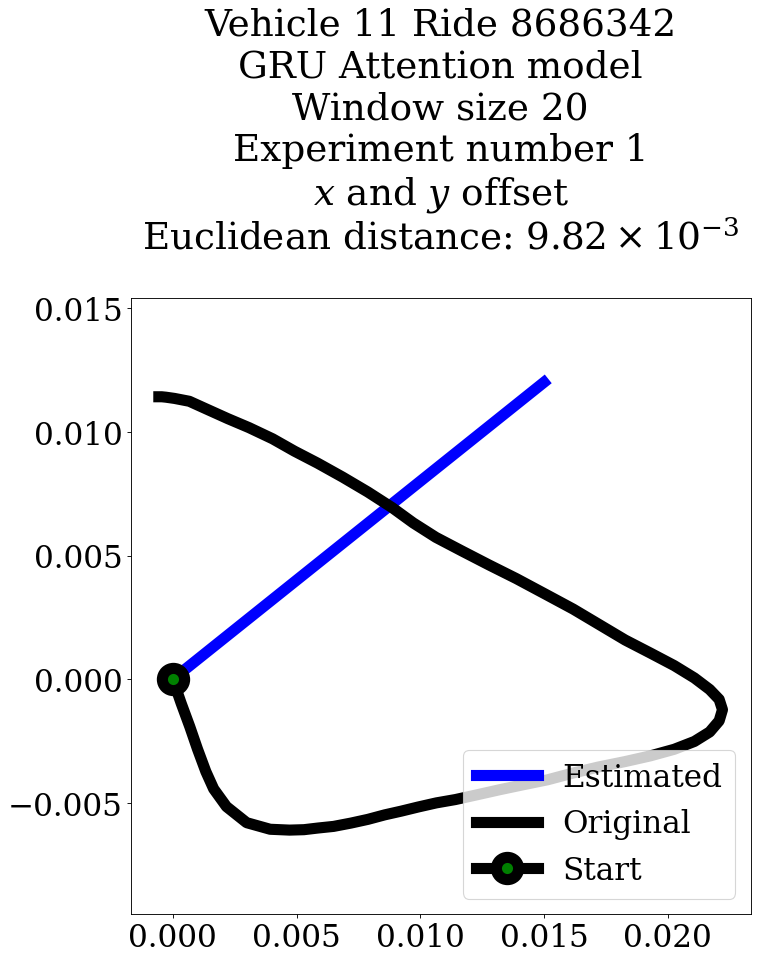 Vehicle 11 Ride 8686342
GRU Attention model
Window size 20
Experiment number 1
x and y offset
Euclidean distance: 9.82 × 10⁻³
0.015
0.010
0.005
0.000
−0.005
Estimated
Original
Start
0.000 0.005 0.010 0.015 0.020